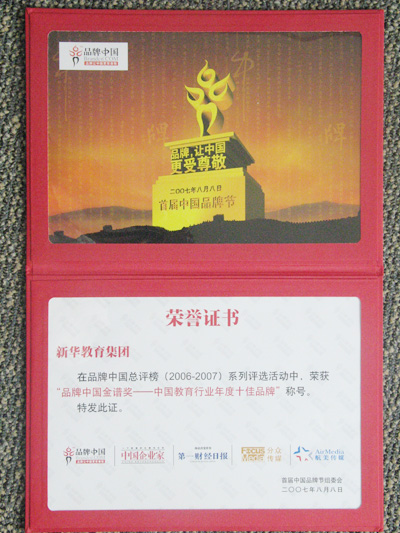 品牌中国
品牌,让中国
更受尊敬
二〇〇七年八月八日
首届中国品牌节
荣誉证书
新华教育集团
在品牌中国总评榜（2006-2007）系列评选活动中，荣获
“品牌中国金谱奖——中国教育行业年度十佳品牌”称号。
特发此证。
品牌中国
中国企业家
第一财经日报
FOCUS MEDIA 分众传媒
AirMedia 航美传媒
首届中国品牌节组委会
二〇〇七年八月八日